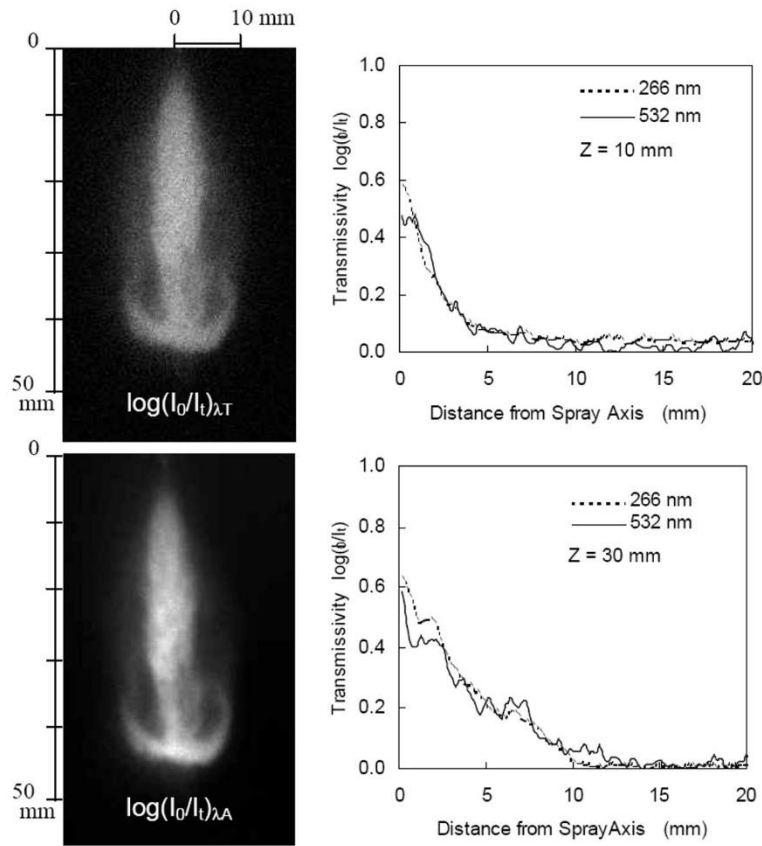 0 10 mm
0
50
mm
log(I₀/Iₜ)λT
1.0
0.8
0.6
0.4
0.2
0.0
Transmissivity log(I₀/Iₜ)
266 nm
532 nm
Z = 10 mm
0 5 10 15 20
Distance from Spray Axis (mm)
0
50
mm
log(I₀/Iₜ)λA
1.0
0.8
0.6
0.4
0.2
0.0
Transmissivity log(I₀/Iₜ)
266 nm
532 nm
Z = 30 mm
0 5 10 15 20
Distance from SprayAxis (mm)